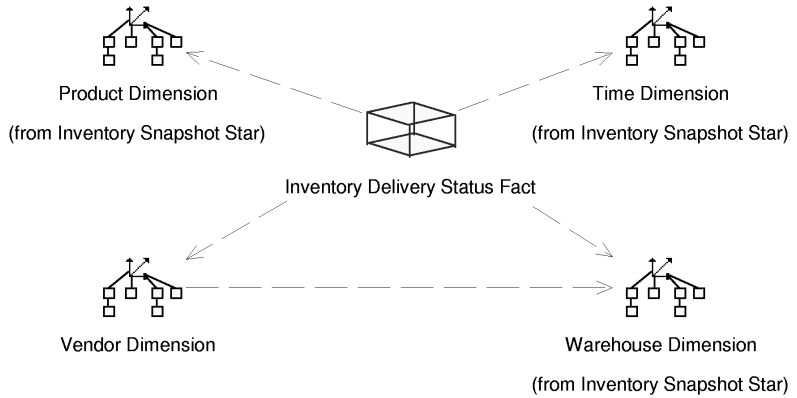 Product Dimension
(from Inventory Snapshot Star)
Time Dimension
(from Inventory Snapshot Star)
Inventory Delivery Status Fact
Vendor Dimension
Warehouse Dimension
(from Inventory Snapshot Star)